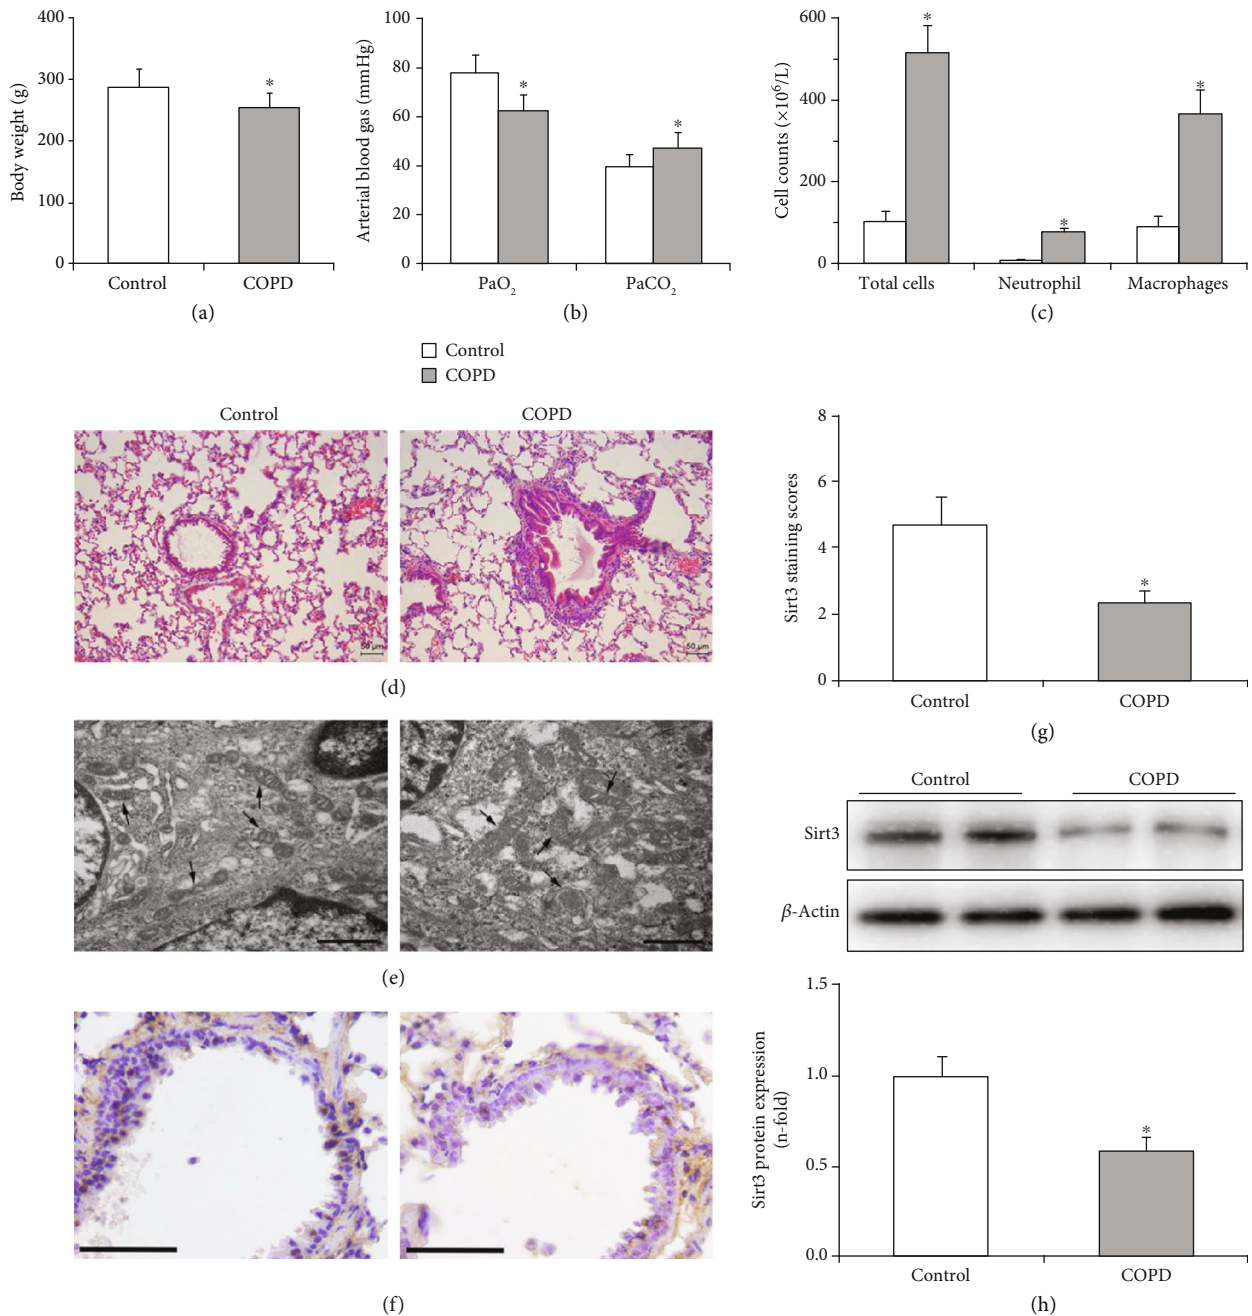 400
300
200
100
0
Body weight (g)
*
Control
COPD
(a)
100
80
60
40
20
0
Arterial blood gas (mmHg)
*
*
PaO₂
PaCO₂
(b)
600
400
200
100
0
Cell counts (×10⁶/L)
*
*
*
Total cells
Neutrophil
Macrophages
(c)
Control
COPD
Control
COPD
50 μm
50 μm
(d)
(e)
(f)
8
6
4
2
0
Sirt3 staining scores
*
Control
COPD
(g)
Control
COPD
Sirt3
β-Actin
1.5
1.0
0.5
0.0
Sirt3 protein expression
(n-fold)
*
Control
COPD
(h)